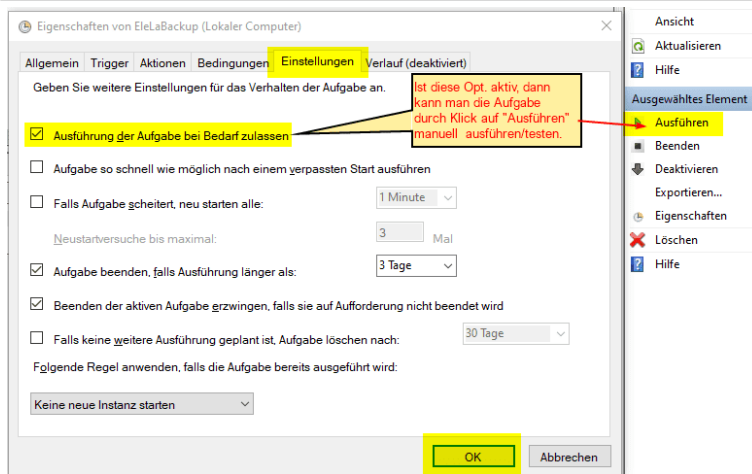 Eigenschaften von EleLaBackup (Lokaler Computer)
Allgemein Trigger Aktionen Bedingungen Einstellungen Verlauf (deaktiviert)
Geben Sie weitere Einstellungen für das Verhalten der Aufgabe an.
Ist diese Opt. aktiv, dann
kann man die Aufgabe
durch Klick auf "Ausführen"
manuell ausführen/testen.
Ausführung der Aufgabe bei Bedarf zulassen
Aufgabe so schnell wie möglich nach einem verpassten Start ausführen
Falls Aufgabe scheitert, neu starten alle: 1 Minute
Neustartversuche bis maximal: 3 Mal
Aufgabe beenden, falls Ausführung länger als: 3 Tage
Beenden der aktiven Aufgabe erzwingen, falls sie auf Aufforderung nicht beendet wird
Falls keine weitere Ausführung geplant ist, Aufgabe löschen nach: 30 Tage
Folgende Regel anwenden, falls die Aufgabe bereits ausgeführt wird:
Keine neue Instanz starten
OK Abbrechen
Ansicht
Aktualisieren
Hilfe
Ausgewähltes Element
Ausführen
Beenden
Deaktivieren
Exportieren...
Eigenschaften
Löschen
Hilfe